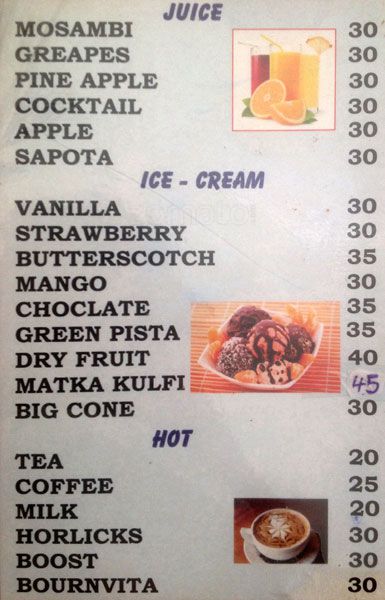 JUICE
MOSAMBI 30
GREAPES 30
PINE APPLE 30
COCKTAIL 30
APPLE 30
SAPOTA 30
ICE - CREAM
VANILLA 30
STRAWBERRY 30
BUTTERSCOTCH 35
MANGO 30
CHOCLATE 35
GREEN PISTA 35
DRY FRUIT 40
MATKA KULFI 45
BIG CONE 30
HOT
TEA 20
COFFEE 25
MILK 20
HORLICKS 30
BOOST 30
BOURNVITA 30